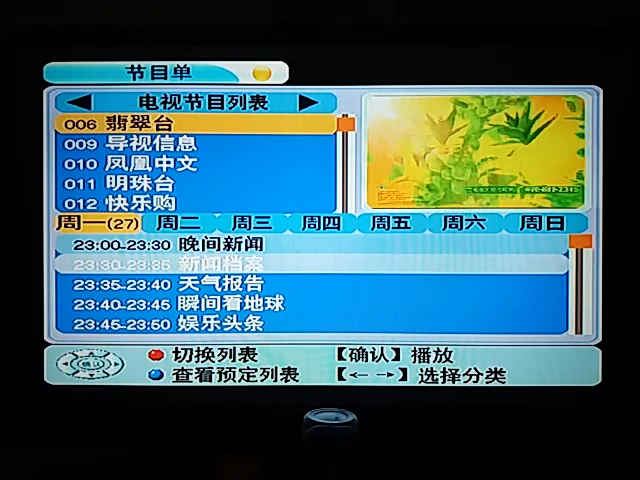 节目单
电视节目列表
006 翡翠台
009 导视信息
010 凤凰中文
011 明珠台
012 快乐购
周一(27) 周二 周三 周四 周五 周六 周日
23:00-23:30 晚间新闻
23:30-23:35 新闻档案
23:35-23:40 天气报告
23:40-23:45 瞬间看地球
23:45-23:50 娱乐头条
确认
切换列表 【确认】播放
查看预定列表 【←→】选择分类